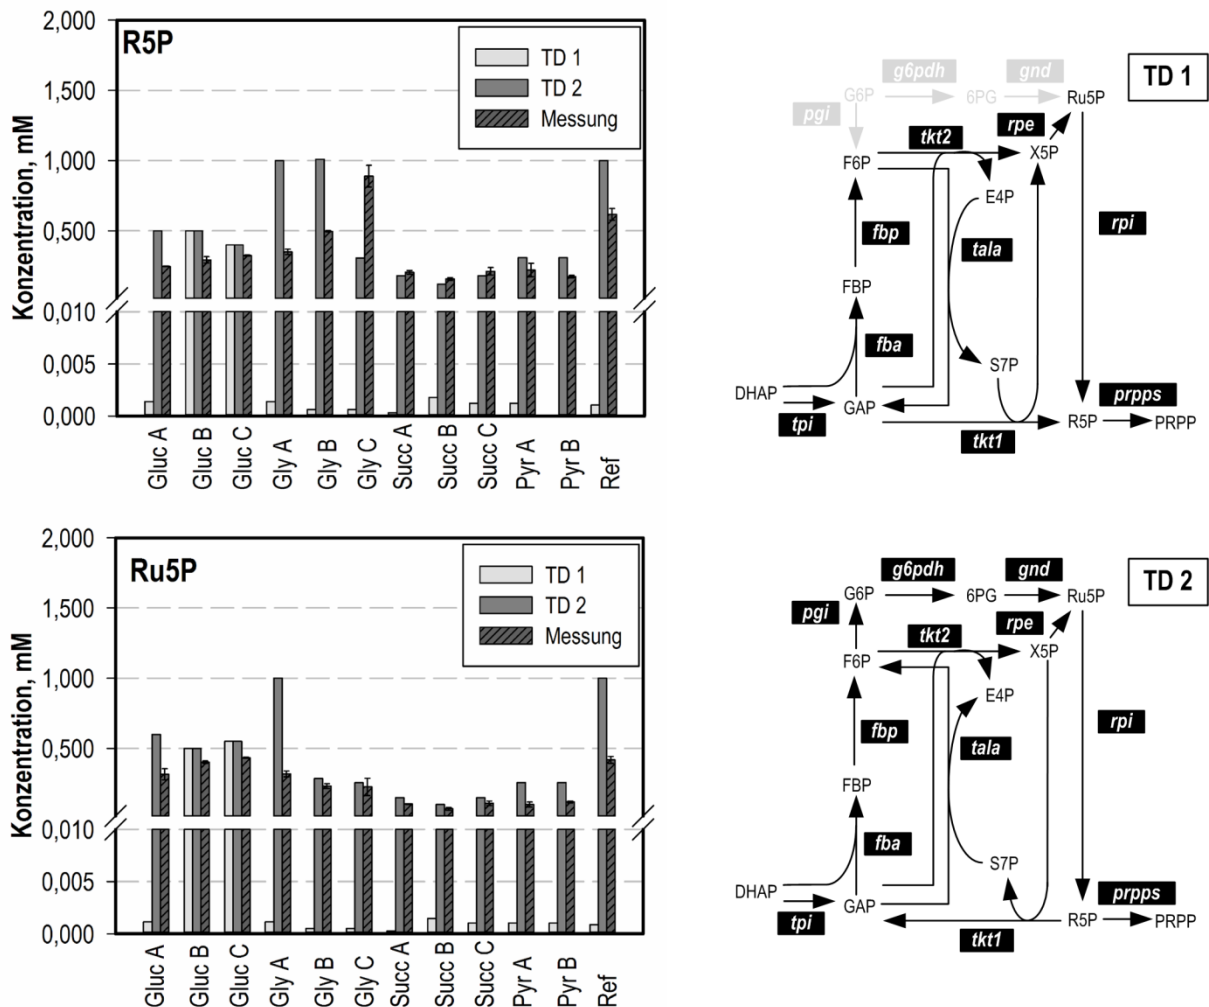 R5P
Konzentration, mM
2,000
1,500
1,000
0,500
0,010
0,005
0,000
TD 1
TD 2
Messung
Gluc A
Gluc B
Gluc C
Gly A
Gly B
Gly C
Succ A
Succ B
Succ C
Pyr A
Pyr B
Ref
TD 1
g6pdh
gnd
G6P
6PG
Ru5P
pgi
tkt2
rpe
F6P
X5P
E4P
fbp
tala
rpi
FBP
fba
S7P
DHAP
GAP
tpi
tkt1
R5P
prpps
PRPP
Ru5P
Konzentration, mM
2,000
1,500
1,000
0,500
0,010
0,005
0,000
TD 1
TD 2
Messung
Gluc A
Gluc B
Gluc C
Gly A
Gly B
Gly C
Succ A
Succ B
Succ C
Pyr A
Pyr B
Ref
TD 2
g6pdh
gnd
G6P
6PG
Ru5P
pgi
tkt2
rpe
F6P
X5P
E4P
fbp
tala
rpi
FBP
fba
S7P
DHAP
GAP
tpi
tkt1
R5P
prpps
PRPP